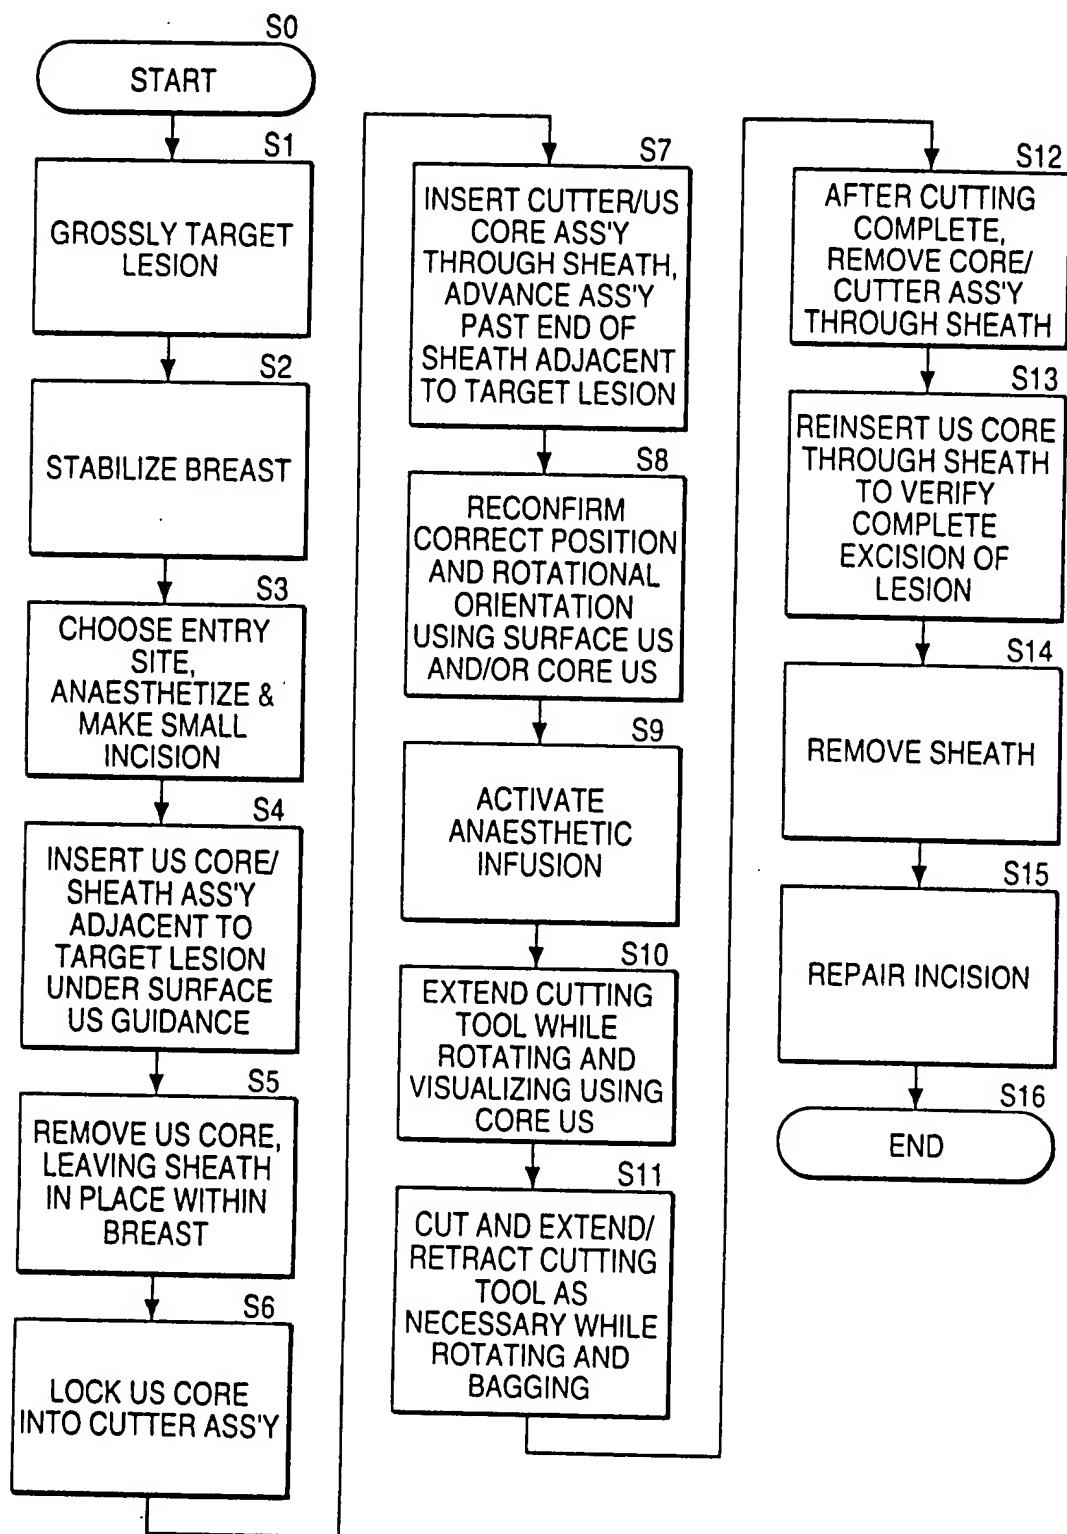 S0
START
S1
GROSSLY TARGET
LESION
S2
STABILIZE BREAST
S3
CHOOSE ENTRY
SITE,
ANAESTHETIZE &
MAKE SMALL
INCISION
S4
INSERT US CORE/
SHEATH ASS'Y
ADJACENT TO
TARGET LESION
UNDER SURFACE
US GUIDANCE
S5
REMOVE US CORE,
LEAVING SHEATH
IN PLACE WITHIN
BREAST
S6
LOCK US CORE
INTO CUTTER ASS'Y
S7
INSERT CUTTER/US
CORE ASS'Y
THROUGH SHEATH,
ADVANCE ASS'Y
PAST END OF
SHEATH ADJACENT
TO TARGET LESION
S8
RECONFIRM
CORRECT POSITION
AND ROTATIONAL
ORIENTATION
USING SURFACE US
AND/OR CORE US
S9
ACTIVATE
ANAESTHETIC
INFUSION
S10
EXTEND CUTTING
TOOL WHILE
ROTATING AND
VISUALIZING USING
CORE US
S11
CUT AND EXTEND/
RETRACT CUTTING
TOOL AS
NECESSARY WHILE
ROTATING AND
BAGGING
S12
AFTER CUTTING
COMPLETE,
REMOVE CORE/
CUTTER ASS'Y
THROUGH SHEATH
S13
REINSERT US CORE
THROUGH SHEATH
TO VERIFY
COMPLETE
EXCISION OF
LESION
S14
REMOVE SHEATH
S15
REPAIR INCISION
S16
END